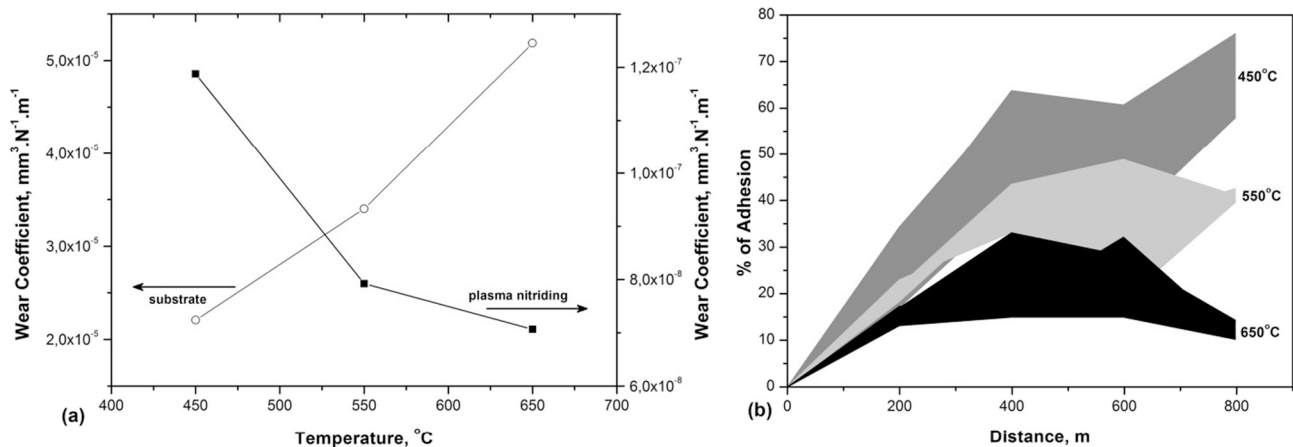 5,0x10⁻⁵
4,0x10⁻⁵
3,0x10⁻⁵
2,0x10⁻⁵
Wear Coefficient, mm³.N⁻¹.m⁻¹
substrate
plasma nitriding
(a)
400 450 500 550 600 650 700
Temperature, °C
1,2x10⁻⁷
1,0x10⁻⁷
8,0x10⁻⁸
6,0x10⁻⁸
Wear Coefficient, mm³.N⁻¹.m⁻¹
80
70
60
50
40
30
20
10
0
% of Adhesion
450°C
550°C
650°C
(b)
0 200 400 600 800
Distance, m